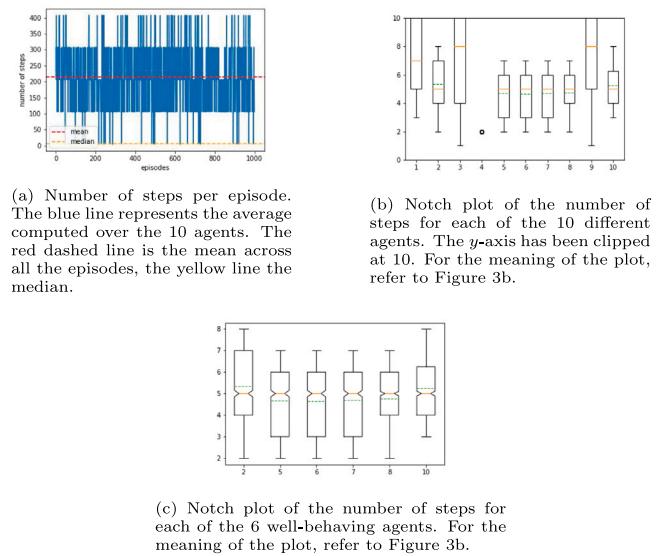 400
350
300
250
200
150
100
50
0
number of steps
mean
median
0 200 400 600 800 1000
episodes
10
8
6
4
2
0
1 2 3 4 5 6 7 8 9 10
(a) Number of steps per episode.
The blue line represents the average
computed over the 10 agents. The
red dashed line is the mean across
all the episodes, the yellow line the
median.
(b) Notch plot of the number of
steps for each of the 10 different
agents. The y-axis has been clipped
at 10. For the meaning of the plot,
refer to Figure 3b.
8
7
6
5
4
3
2
2 5 6 7 8 10
(c) Notch plot of the number of steps for
each of the 6 well-behaving agents. For the
meaning of the plot, refer to Figure 3b.